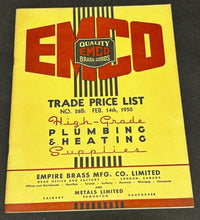 EMCO
QUALITY
EMCO
BRASS GOODS
TRADE PRICE LIST
NO. 28B. FEB. 14th, 1950
High-Grade
PLUMBING
& HEATING
Supplies
EMPIRE BRASS MFG. CO. LIMITED
HEAD OFFICE AND FACTORY - LONDON, CANADA
METALS LIMITED
CALGARY EDMONTON VANCOUVER